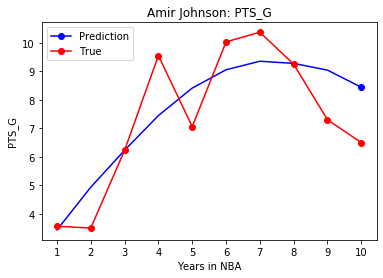 Amir Johnson: PTS_G
Prediction
True
PTS_G
10
9
8
7
6
5
4
1 2 3 4 5 6 7 8 9 10
Years in NBA